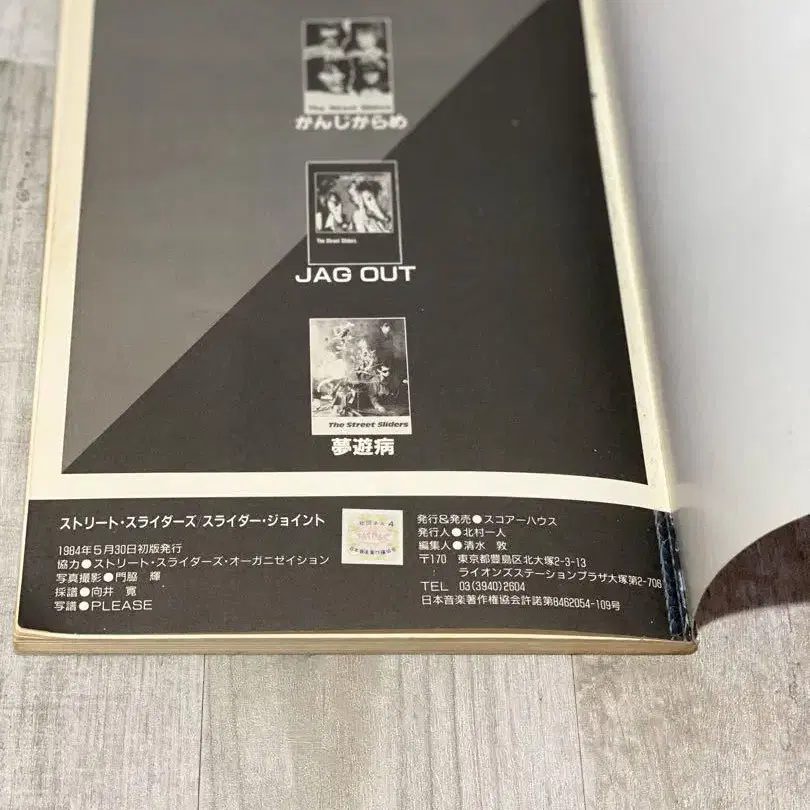 The Street Sliders
かんじからめ
The Street Sliders
JAG OUT
The Street Sliders
夢遊病
ストリート・スライダーズ/スライダー・ジョイント
1984年5月30日初版発行
協力●ストリート・スライダーズ・オーガニゼイション
写真撮影●門脇 輝
採譜●向井 寛
写譜●PLEASE
発行&発売●スコアーハウス
発行人●北村一人
編集人●清水 敦
〒170 東京都豊島区北大塚2-3-13
ライオンズステーションプラザ大塚第2-706
TEL 03(3940)2604
日本音楽著作権協会許諾第8462054-109号